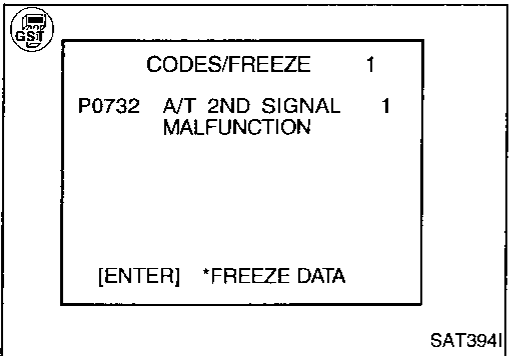 GST
CODES/FREEZE 1
P0732 A/T 2ND SIGNAL 1
MALFUNCTION
[ENTER] *FREEZE DATA
SAT394I